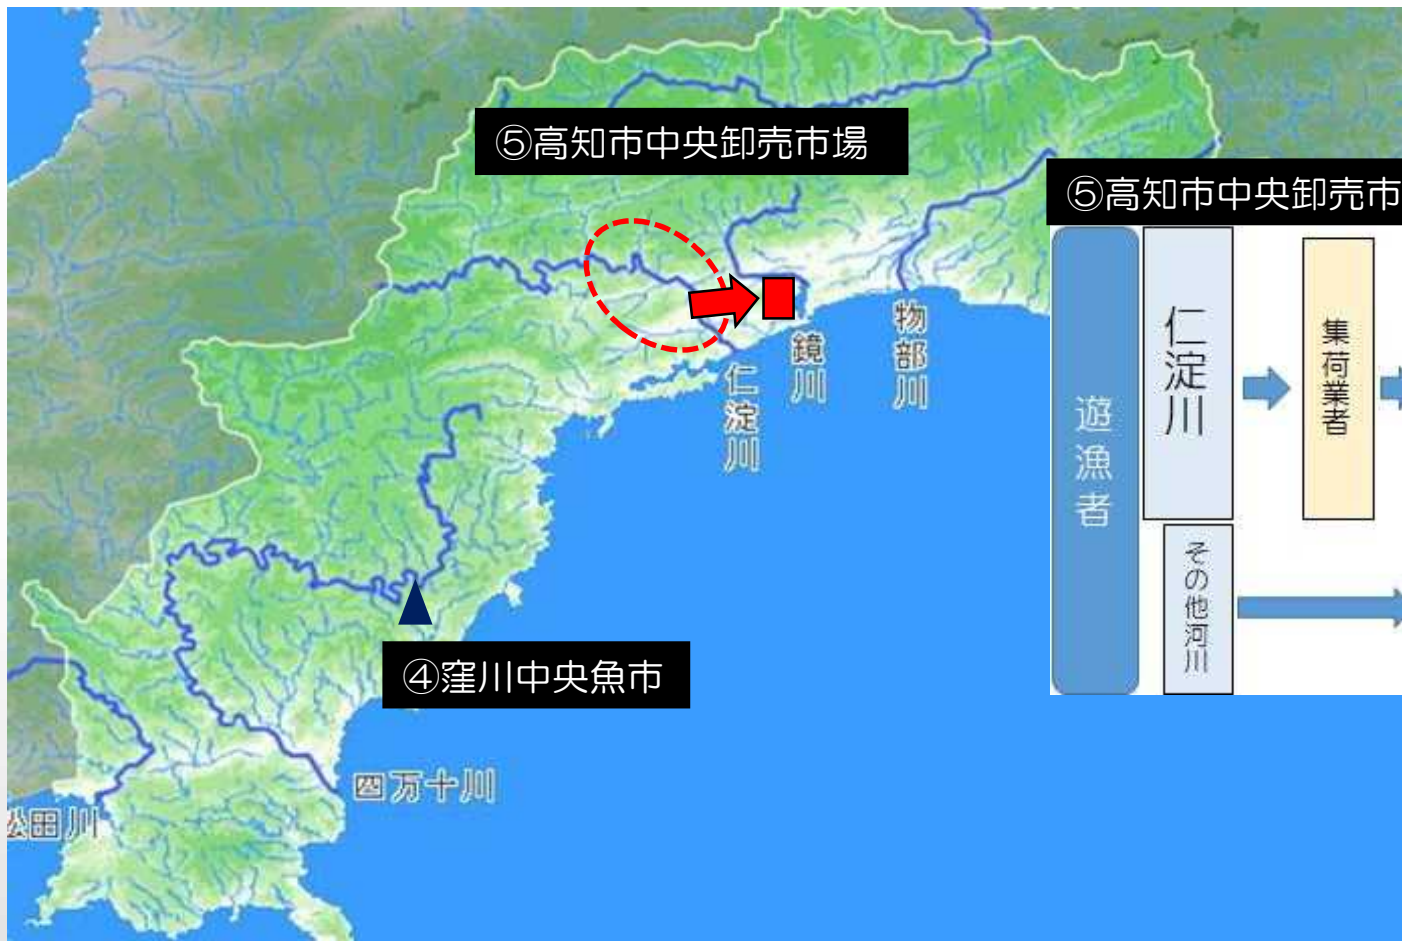 ⑤高知市中央卸売市場
⑤高知市中央卸売市
遊漁者
仁淀川
集荷業者
その他河川
物部川
鏡川
仁淀川
④窪川中央魚市
四万十川
松田川